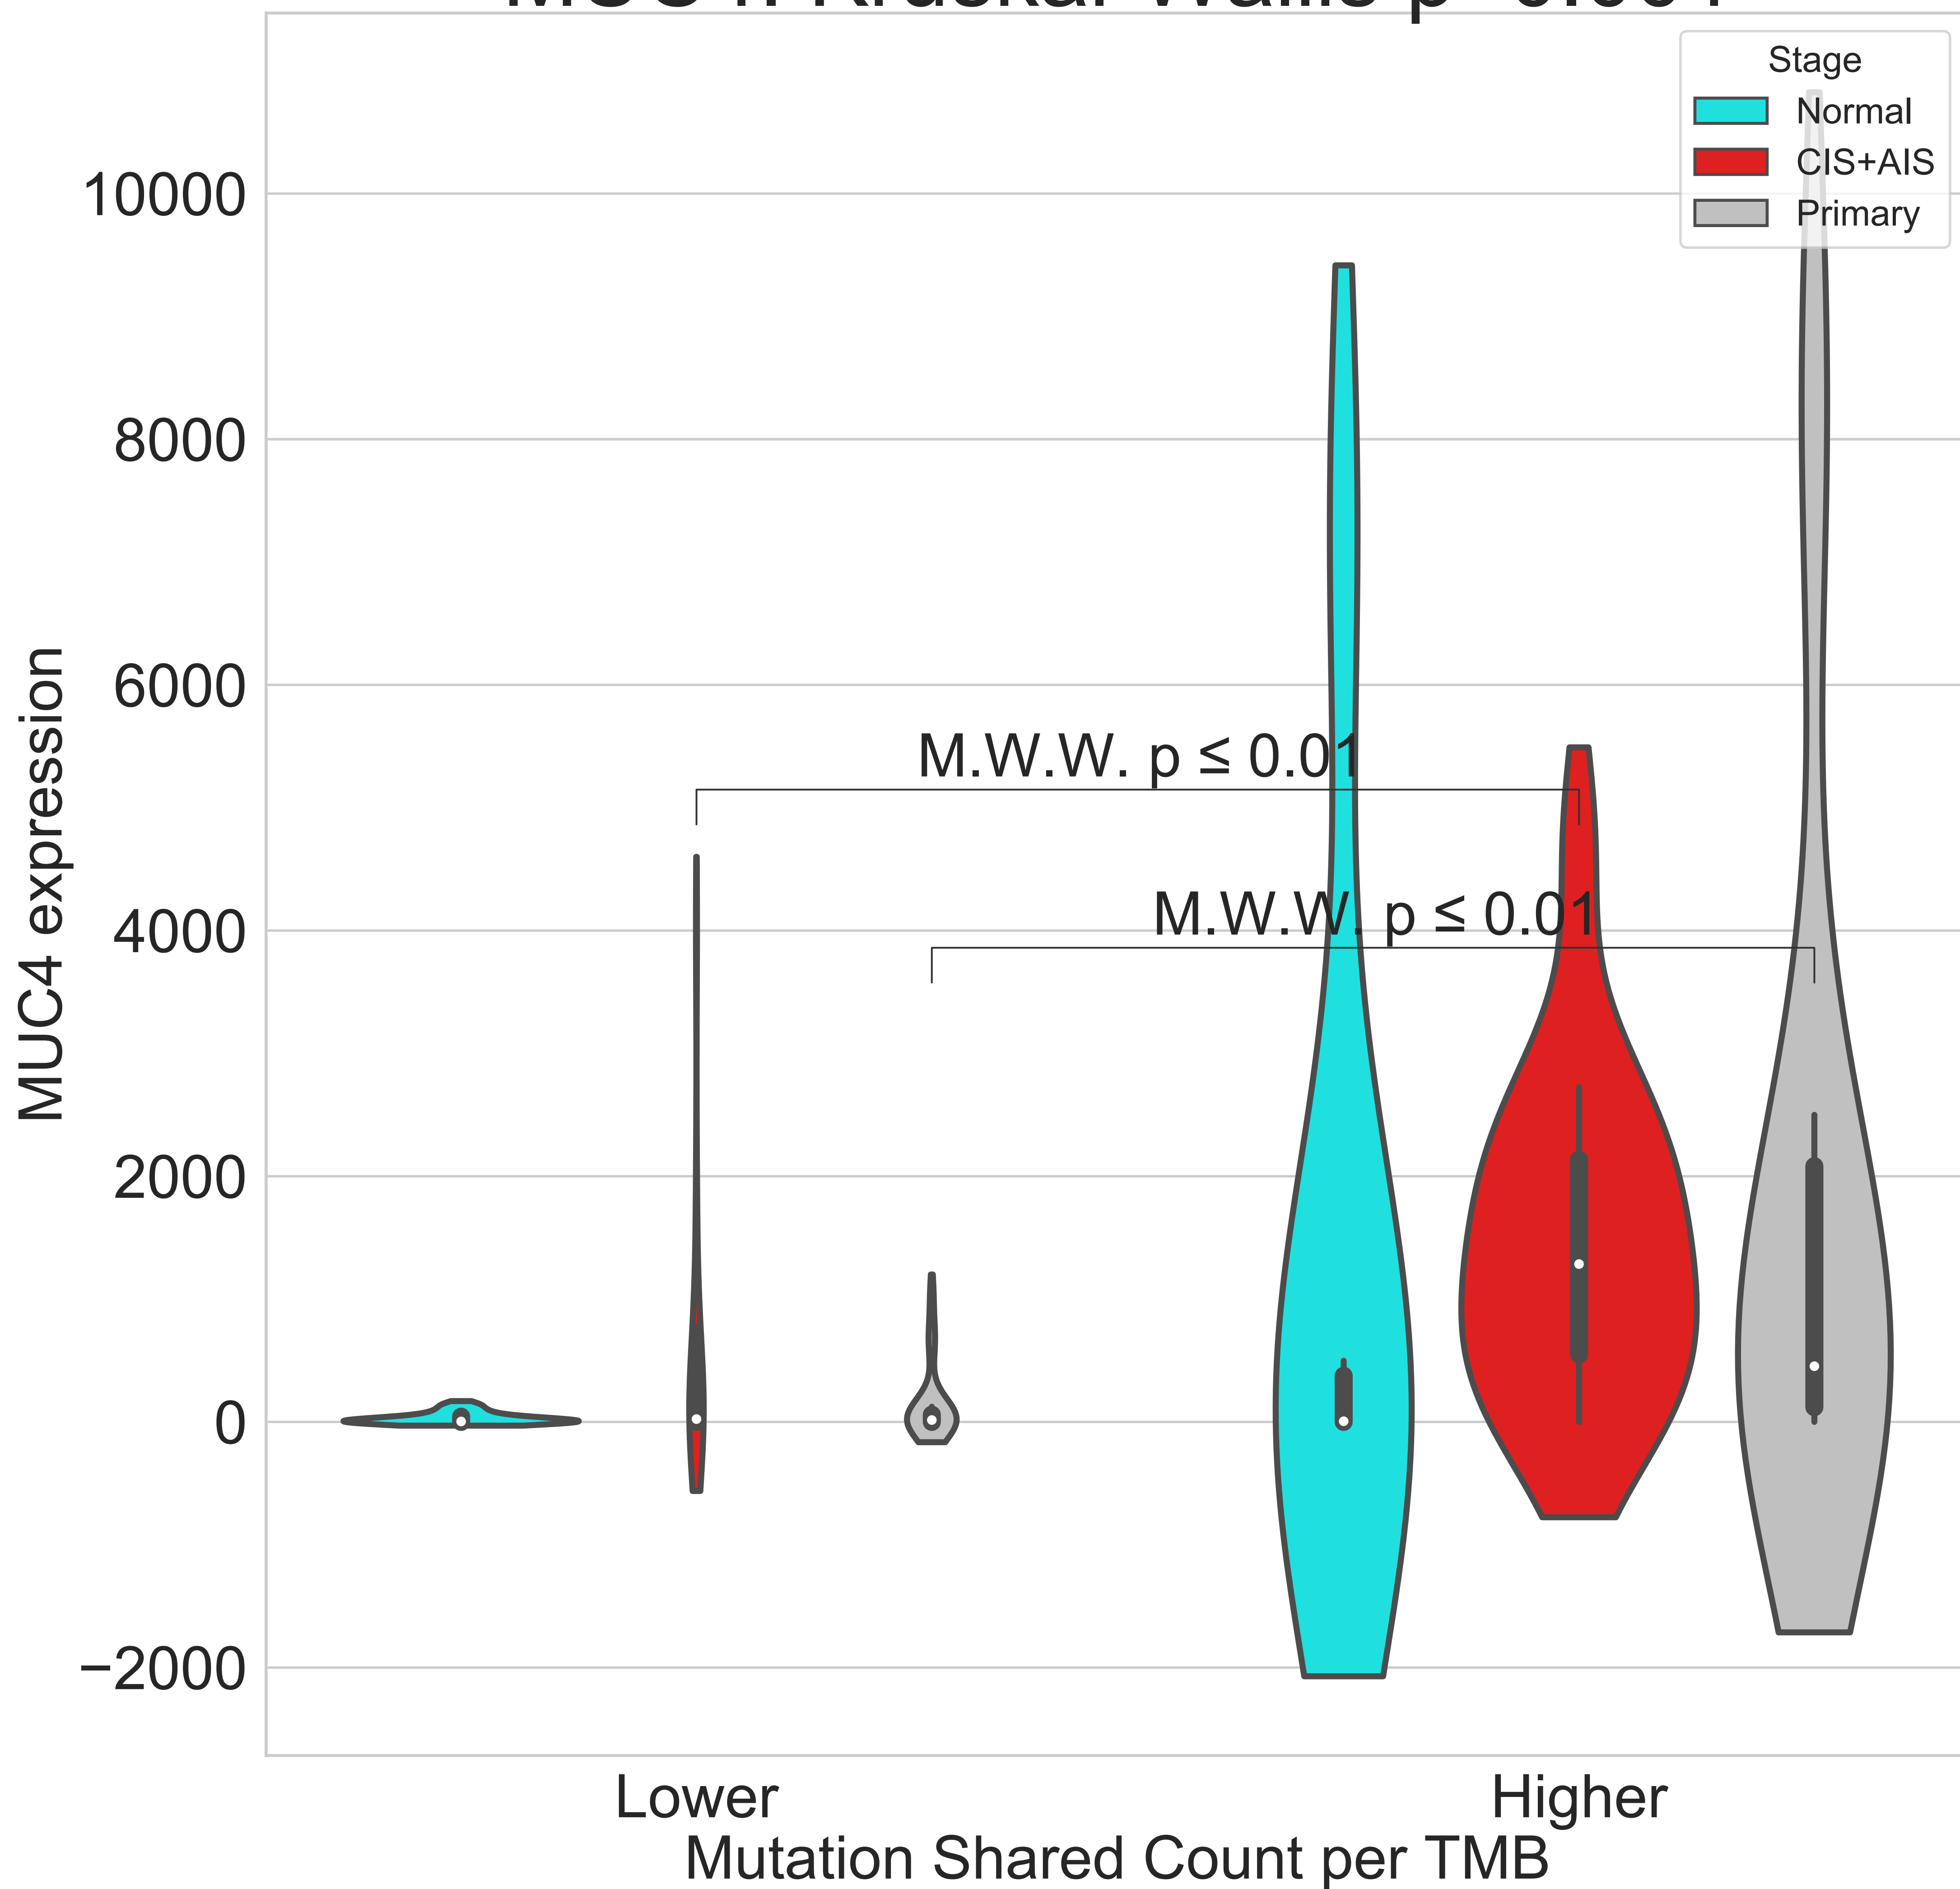 Stage
Normal
CIS+AIS
Primary
10000
8000
6000
4000
2000
0
−2000
MUC4 expression
M.W.W. p ≤ 0.01
M.W.W. p ≤ 0.01
Lower
Higher
Mutation Shared Count per TMB